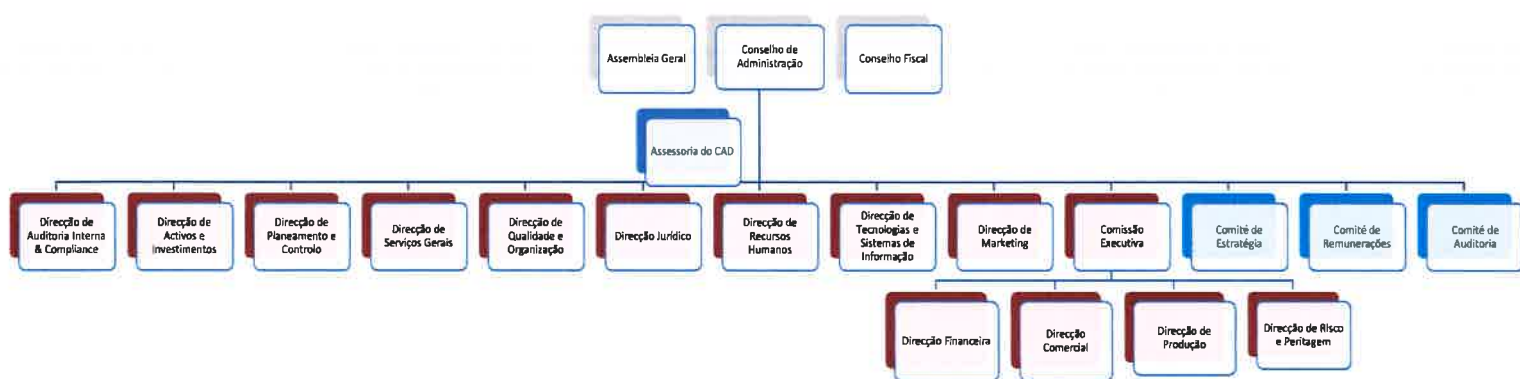 Assembleia Geral
Conselho de
Administração
Conselho Fiscal
Assessoria do CAD
Direcção de
Auditoria Interna
& Compliance
Direcção de
Activos e
Investimentos
Direcção de
Planeamento e
Controlo
Direcção de
Serviços Gerais
Direcção de
Qualidade e
Organização
Direcção Jurídico
Direcção de
Recursos
Humanos
Direcção de
Tecnologias e
Sistemas de
Informação
Direcção de
Marketing
Comissão
Executiva
Comité de
Estratégia
Comité de
Remunerações
Comité de
Auditoria
Direcção Financeira
Direcção
Comercial
Direcção de
Produção
Direcção de Risco
e Peritagem